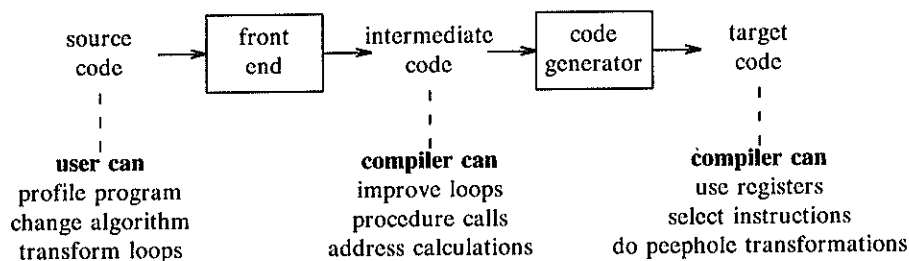 source code
front end
intermediate code
code generator
target code
user can
profile program
change algorithm
transform loops
compiler can
improve loops
procedure calls
address calculations
compiler can
use registers
select instructions
do peephole transformations